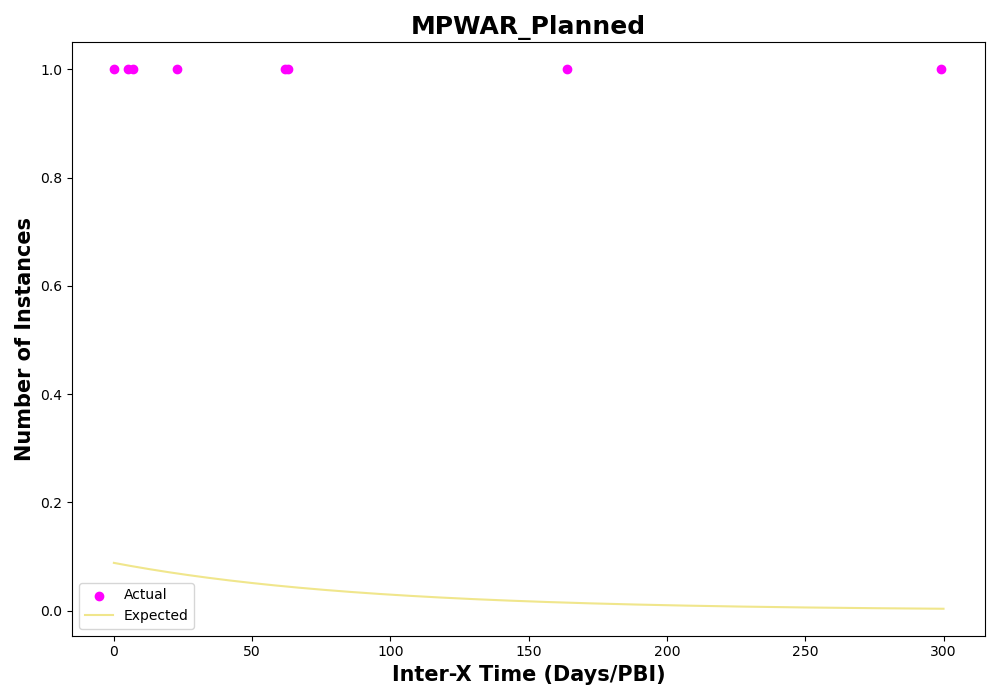 MPWAR_Planned
Number of Instances
1.0
0.8
0.6
0.4
0.2
0.0
Actual
Expected
0 50 100 150 200 250 300
Inter-X Time (Days/PBI)